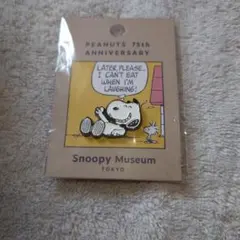 PEANUTS 75th
ANNIVERSARY
LATER, PLEASE,
I CAN'T EAT
WHEN I'M
LAUGHING!
Snoopy Museum
TOKYO